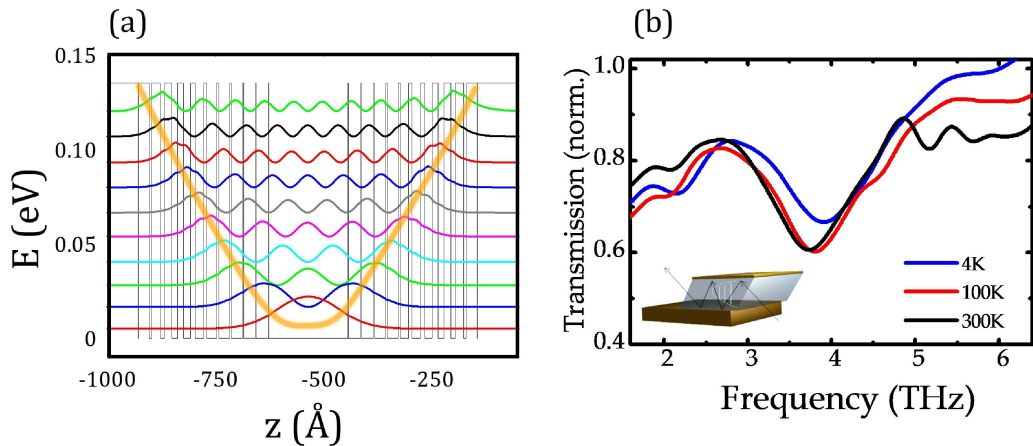 (a)
E (eV)
0.15
0.10
0.05
0
-1000
-750
-500
-250
z (Å)
(b)
Transmission (norm.)
1.0
0.8
0.6
0.4
2
3
4
5
6
Frequency (THz)
4K
100K
300K